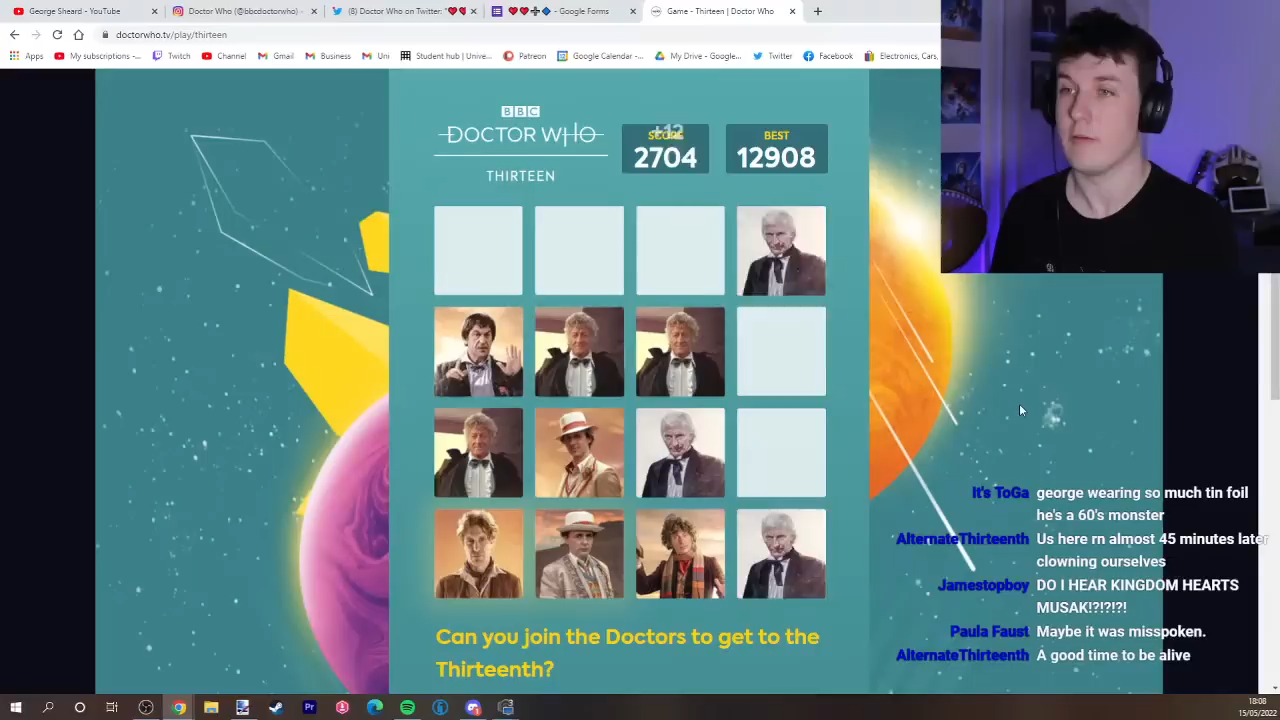 George Sheard - YouTube
Doctor Who (@bbcdoctorwho) -
(8) Doctor Who on Twitter: "❤❤
❤❤➕🔷 - Google Forms
Game - Thirteen | Doctor Who
doctorwho.tv/play/thirteen
Apps
My subscriptions -...
Twitch
Channel
Gmail
Business
Uni
Student hub | Unive...
Patreon
Google Calendar -...
My Drive - Google...
Twitter
Facebook
Electronics, Cars,
BBC
DOCTOR WHO
THIRTEEN
+12
SCORE
2704
BEST
12908
Can you join the Doctors to get to the
Thirteenth?
It's ToGa george wearing so much tin foil
he's a 60's monster
AlternateThirteenth Us here rn almost 45 minutes later
clowning ourselves
Jamestopboy DO I HEAR KINGDOM HEARTS
MUSAK!?!?!?!
Paula Faust Maybe it was misspoken.
AlternateThirteenth A good time to be alive
Pr
18:08
15/05/2022